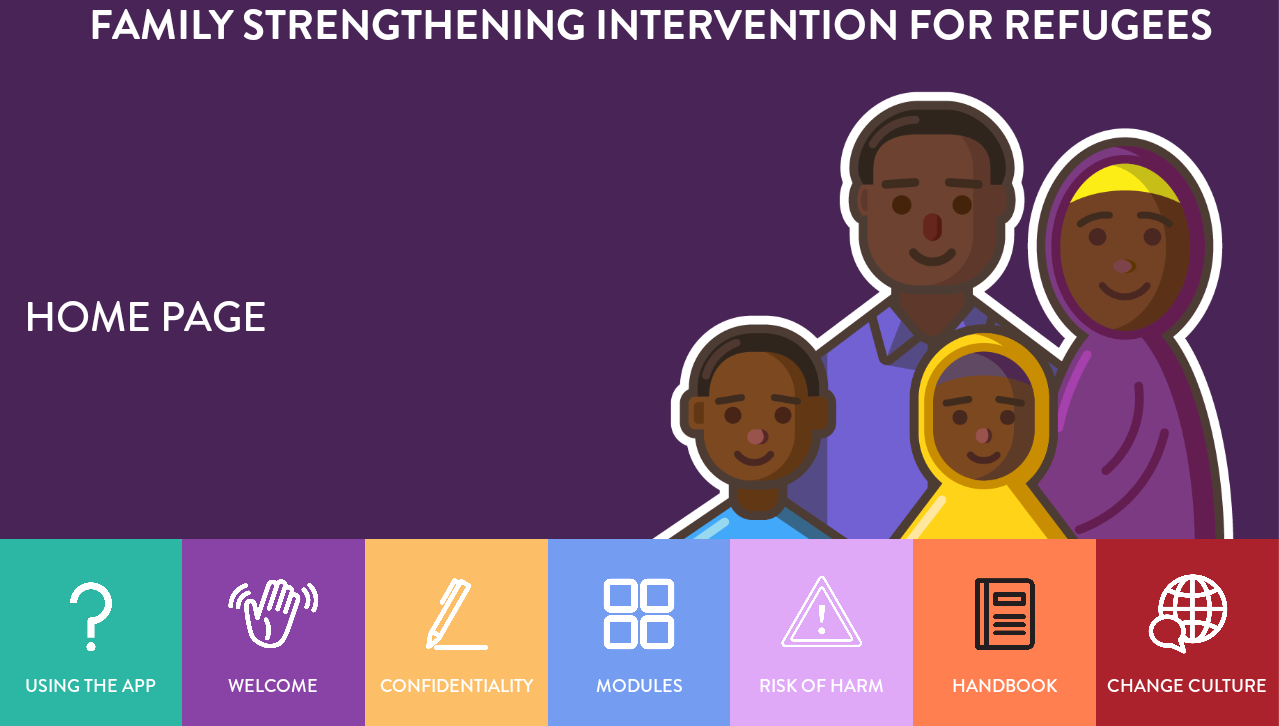 FAMILY STRENGTHENING INTERVENTION FOR REFUGEES
HOME PAGE
USING THE APP
WELCOME
CONFIDENTIALITY
MODULES
RISK OF HARM
HANDBOOK
CHANGE CULTURE